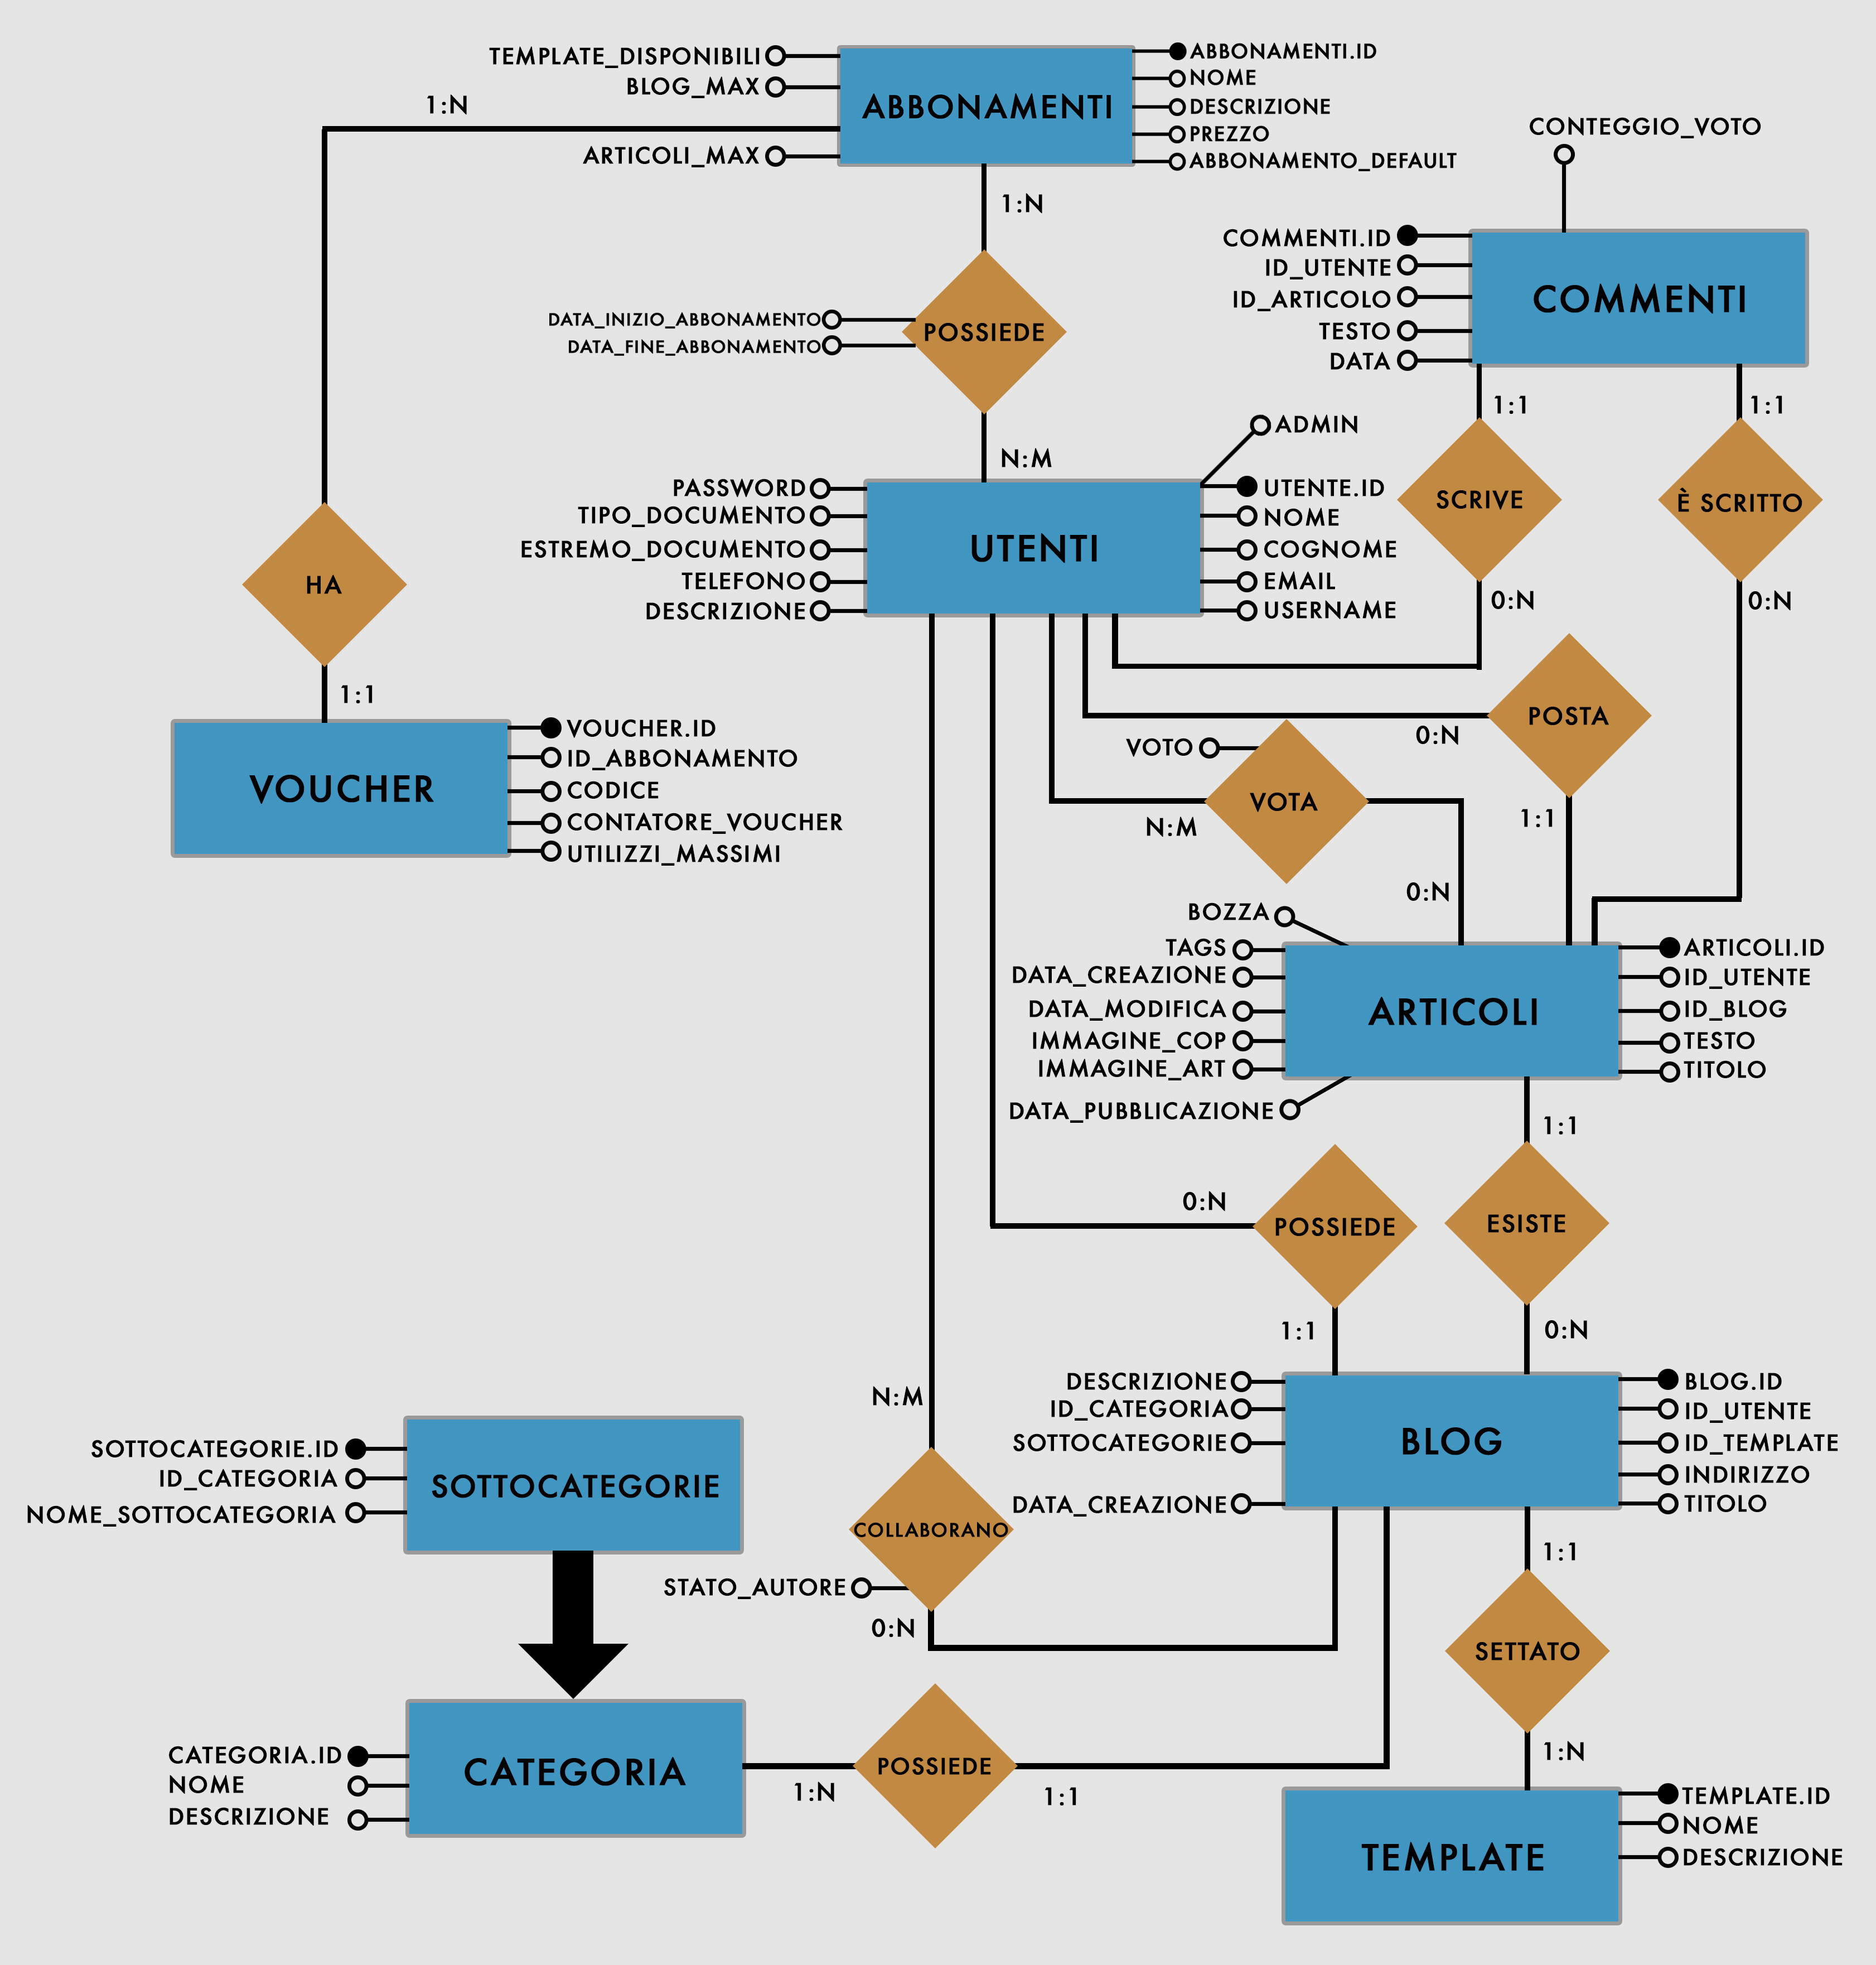 TEMPLATE_DISPONIBILI
BLOG_MAX
1:N
ARTICOLI_MAX
ABBONAMENTI
ABBONAMENTI.ID
NOME
DESCRIZIONE
PREZZO
ABBONAMENTO_DEFAULT
CONTEGGIO_VOTO
1:N
COMMENTI.ID
ID_UTENTE
ID_ARTICOLO
TESTO
DATA
COMMENTI
DATA_INIZIO_ABBONAMENTO
DATA_FINE_ABBONAMENTO
POSSIEDE
1:1
1:1
ADMIN
N:M
PASSWORD
TIPO_DOCUMENTO
ESTREMO_DOCUMENTO
TELEFONO
DESCRIZIONE
UTENTI
UTENTE.ID
NOME
COGNOME
EMAIL
USERNAME
SCRIVE
È SCRITTO
HA
0:N
0:N
1:1
VOUCHER
VOUCHER.ID
ID_ABBONAMENTO
CODICE
CONTATORE_VOUCHER
UTILIZZI_MASSIMI
POSTA
0:N
VOTO
VOTA
N:M
1:1
0:N
BOZZA
TAGS
DATA_CREAZIONE
DATA_MODIFICA
IMMAGINE_COP
IMMAGINE_ART
DATA_PUBBLICAZIONE
ARTICOLI
ARTICOLI.ID
ID_UTENTE
ID_BLOG
TESTO
TITOLO
1:1
0:N
POSSIEDE
ESISTE
1:1
0:N
DESCRIZIONE
ID_CATEGORIA
SOTTOCATEGORIE
DATA_CREAZIONE
BLOG
BLOG.ID
ID_UTENTE
ID_TEMPLATE
INDIRIZZO
TITOLO
N:M
SOTTOCATEGORIE.ID
ID_CATEGORIA
NOME_SOTTOCATEGORIA
SOTTOCATEGORIE
COLLABORANO
STATO_AUTORE
0:N
1:1
SETTATO
1:N
CATEGORIA.ID
NOME
DESCRIZIONE
CATEGORIA
1:N
POSSIEDE
1:1
TEMPLATE
TEMPLATE.ID
NOME
DESCRIZIONE